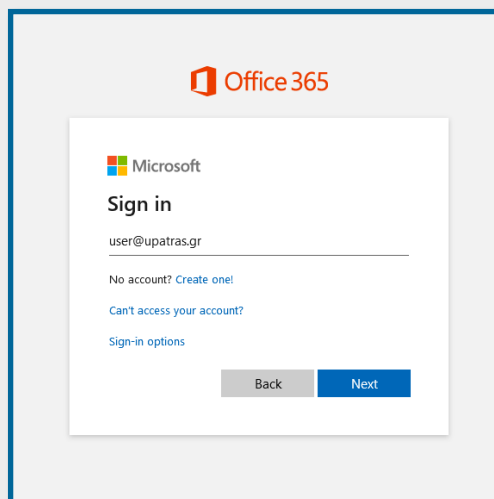 Office 365
Microsoft
Sign in
user@upatras.gr
No account? Create one!
Can't access your account?
Sign-in options
Back Next